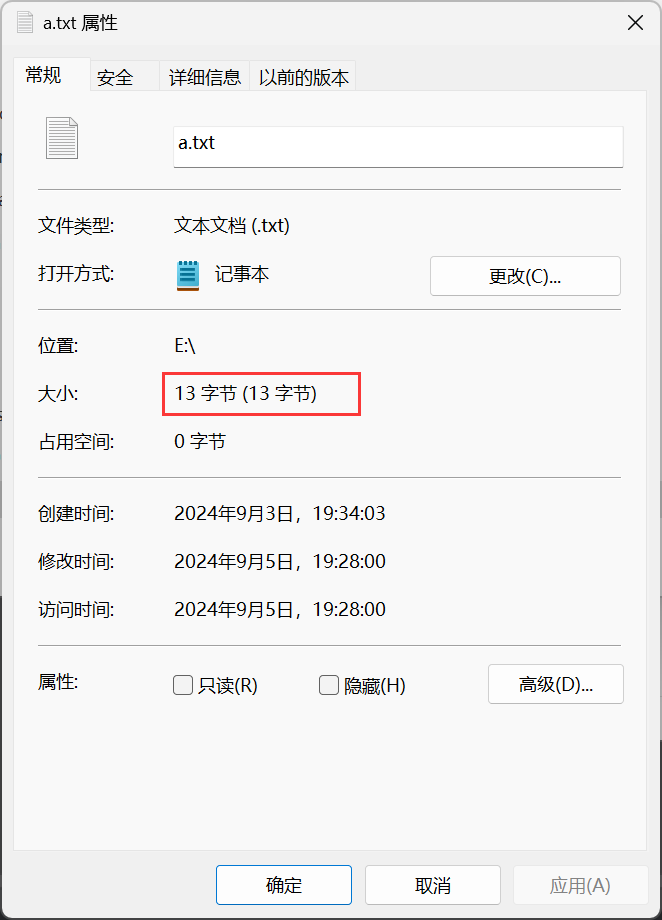 a.txt 属性
常规 安全 详细信息 以前的版本
a.txt
文件类型: 文本文档 (.txt)
打开方式: 记事本 更改(C)...
位置: E:\
大小: 13 字节 (13 字节)
占用空间: 0 字节
创建时间: 2024年9月3日，19:34:03
修改时间: 2024年9月5日，19:28:00
访问时间: 2024年9月5日，19:28:00
属性: 只读(R) 隐藏(H) 高级(D)...
确定 取消 应用(A)